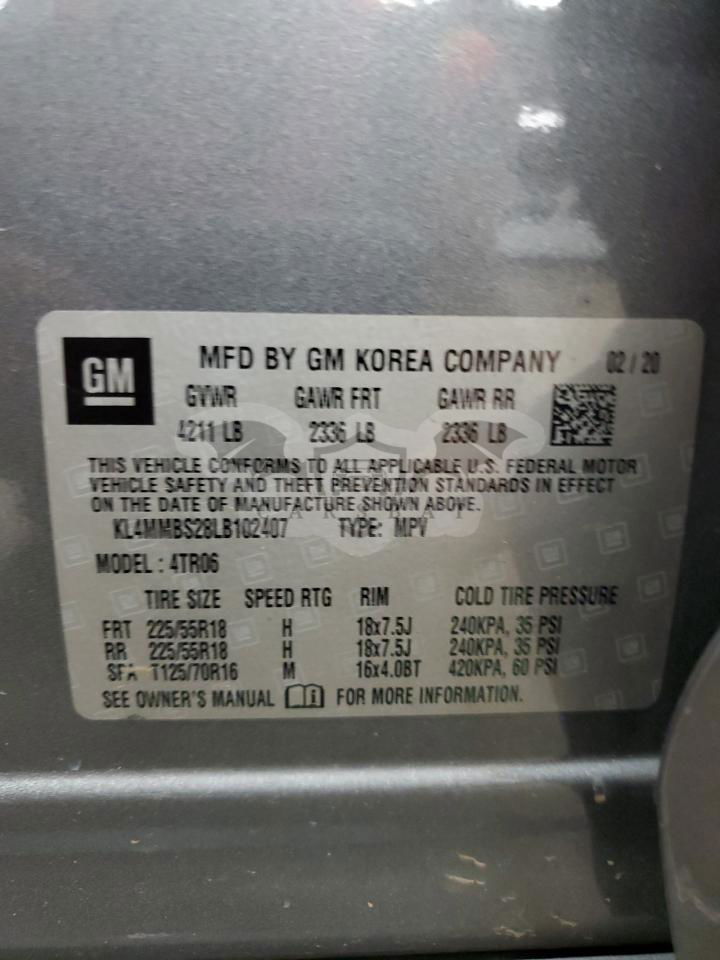 GM
MFD BY GM KOREA COMPANY 02 / 20
GVWR GAWR FRT GAWR RR
4211 LB 2336 LB 2336 LB
THIS VEHICLE CONFORMS TO ALL APPLICABLE U.S. FEDERAL MOTOR
VEHICLE SAFETY AND THEFT PREVENTION STANDARDS IN EFFECT
ON THE DATE OF MANUFACTURE SHOWN ABOVE.
KL4MMBS28LB102407 TYPE: MPV
MODEL : 4TR06
TIRE SIZE SPEED RTG RIM COLD TIRE PRESSURE
FRT 225/55R18 H 18x7.5J 240KPA, 35 PSI
RR 225/55R18 H 18x7.5J 240KPA, 35 PSI
SPA T125/70R16 M 16x4.0BT 420KPA, 60 PSI
SEE OWNER'S MANUAL FOR MORE INFORMATION.